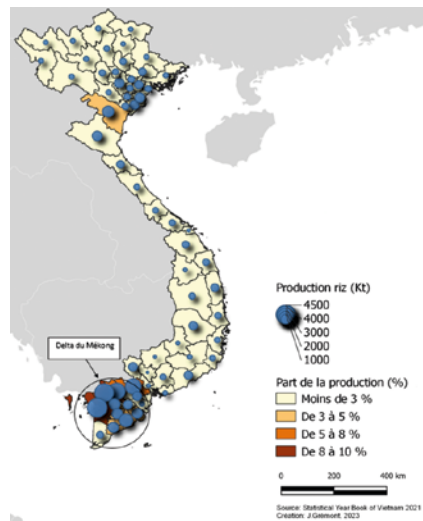 Delta du Mékong
Production riz (Kt)
4500
4000
3000
2000
1000
Part de la production (%)
Moins de 3 %
De 3 à 5 %
De 5 à 8 %
De 8 à 10 %
0 200 400 km
Source: Statistical Year Book of Vietnam 2021
Création: J.Grémont, 2023